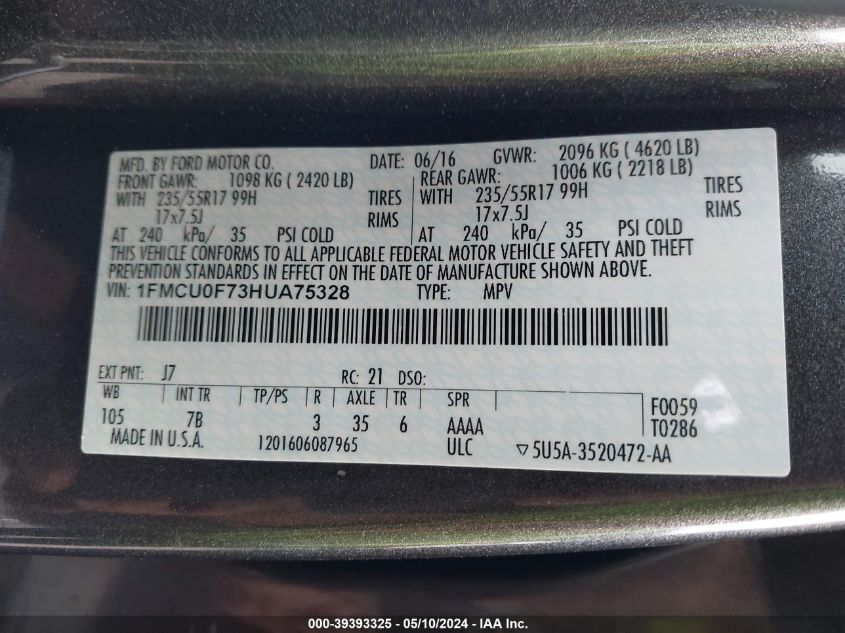 MFD. BY FORD MOTOR CO. DATE: 06/16 GVWR: 2096 KG ( 4620 LB)
FRONT GAWR: 1098 KG ( 2420 LB) REAR GAWR: 1006 KG ( 2218 LB)
WITH 235/55R17 99H TIRES WITH 235/55R17 99H TIRES
17x7.5J RIMS 17x7.5J RIMS
AT 240 kPa/ 35 PSI COLD AT 240 kPa/ 35 PSI COLD
THIS VEHICLE CONFORMS TO ALL APPLICABLE FEDERAL MOTOR VEHICLE SAFETY AND THEFT
PREVENTION STANDARDS IN EFFECT ON THE DATE OF MANUFACTURE SHOWN ABOVE.
VIN: 1FMCU0F73HUA75328 TYPE: MPV
EXT PNT: J7 RC: 21 DSO:
WB INT TR TP/PS R AXLE TR SPR F0059
105 7B 3 35 6 AAAA T0286
MADE IN U.S.A. 1201606087965 ULC ▽5U5A-3520472-AA
000-39393325 - 05/10/2024 - IAA Inc.